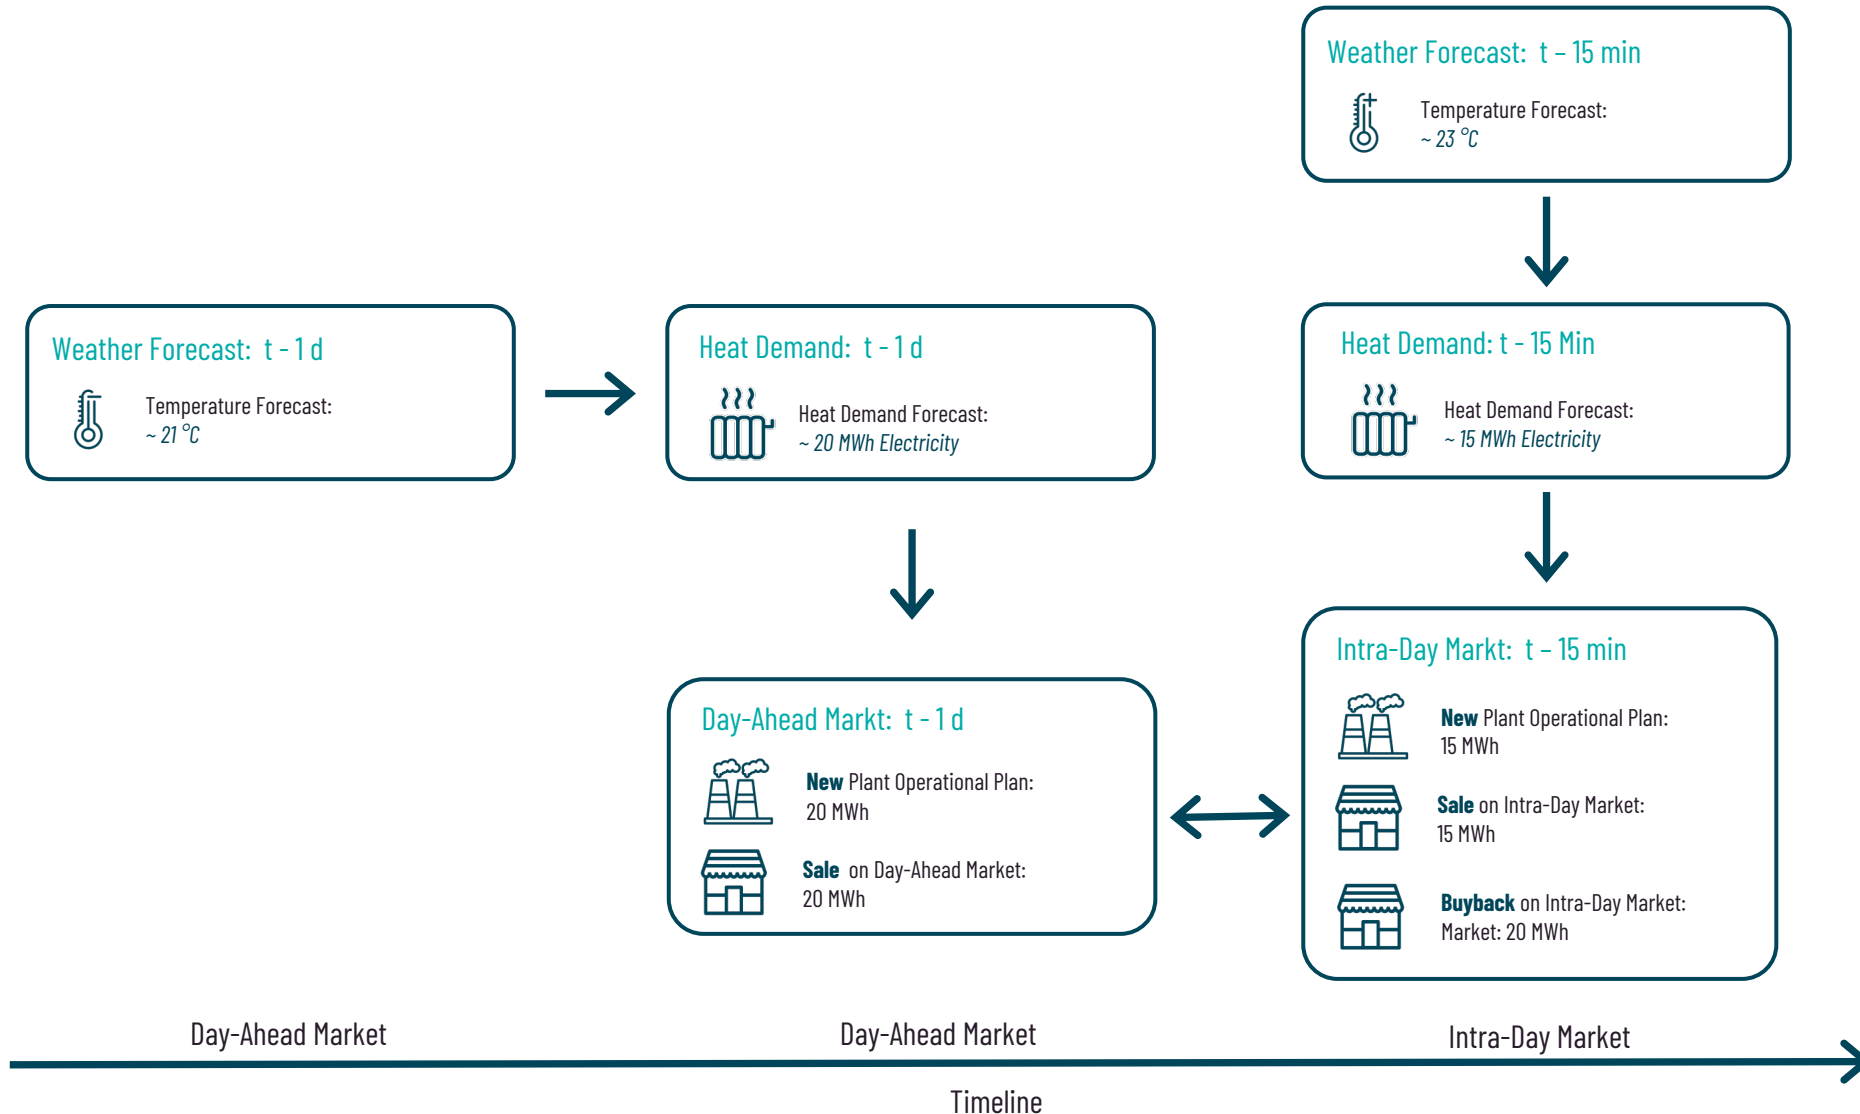 Weather Forecast: t – 15 min
Temperature Forecast:
~ 23 °C
Weather Forecast: t - 1 d
Temperature Forecast:
~ 21 °C
Heat Demand: t - 1 d
Heat Demand Forecast:
~ 20 MWh Electricity
Heat Demand: t - 15 Min
Heat Demand Forecast:
~ 15 MWh Electricity
Day-Ahead Markt: t - 1 d
New Plant Operational Plan:
20 MWh
Sale on Day-Ahead Market:
20 MWh
Intra-Day Markt: t – 15 min
New Plant Operational Plan:
15 MWh
Sale on Intra-Day Market:
15 MWh
Buyback on Intra-Day Market:
Market: 20 MWh
Day-Ahead Market
Day-Ahead Market
Intra-Day Market
Timeline